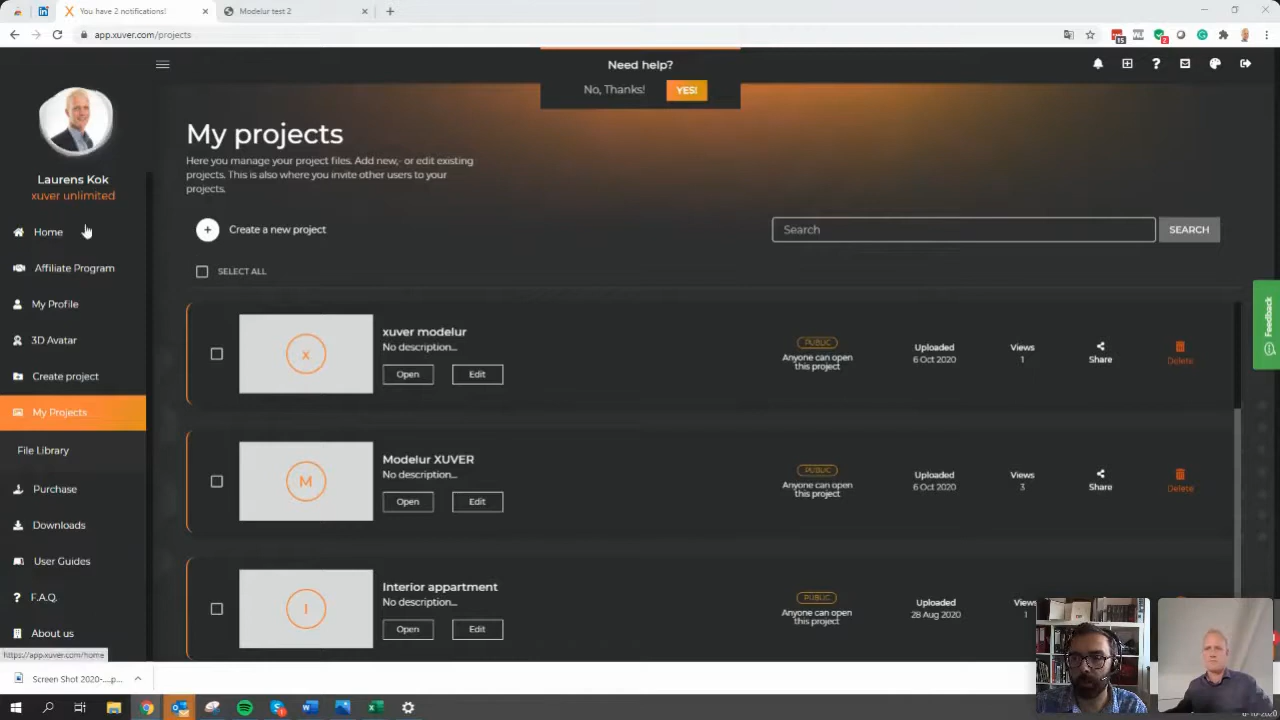 You have 2 notifications!
Modelur test 2
app.xuver.com/projects
Need help?
No, Thanks!
YES!
Laurens Kok
xuver unlimited
Home
Affiliate Program
My Profile
3D Avatar
Create project
My Projects
File Library
Purchase
Downloads
User Guides
F.A.Q.
About us
My projects
Here you manage your project files. Add new,- or edit existing
projects. This is also where you invite other users to your
projects.
Create a new project
Search
SEARCH
SELECT ALL
x
xuver modelur
No description...
Open
Edit
PUBLIC
Anyone can open
this project
Uploaded
6 Oct 2020
Views
1
Share
Delete
M
Modelur XUVER
No description...
Open
Edit
PUBLIC
Anyone can open
this project
Uploaded
6 Oct 2020
Views
3
Share
Delete
I
Interior appartment
No description...
Open
Edit
PUBLIC
Anyone can open
this project
Uploaded
28 Aug 2020
Views
1
Feedback
https://app.xuver.com/home
Screen Shot 2020-....p...